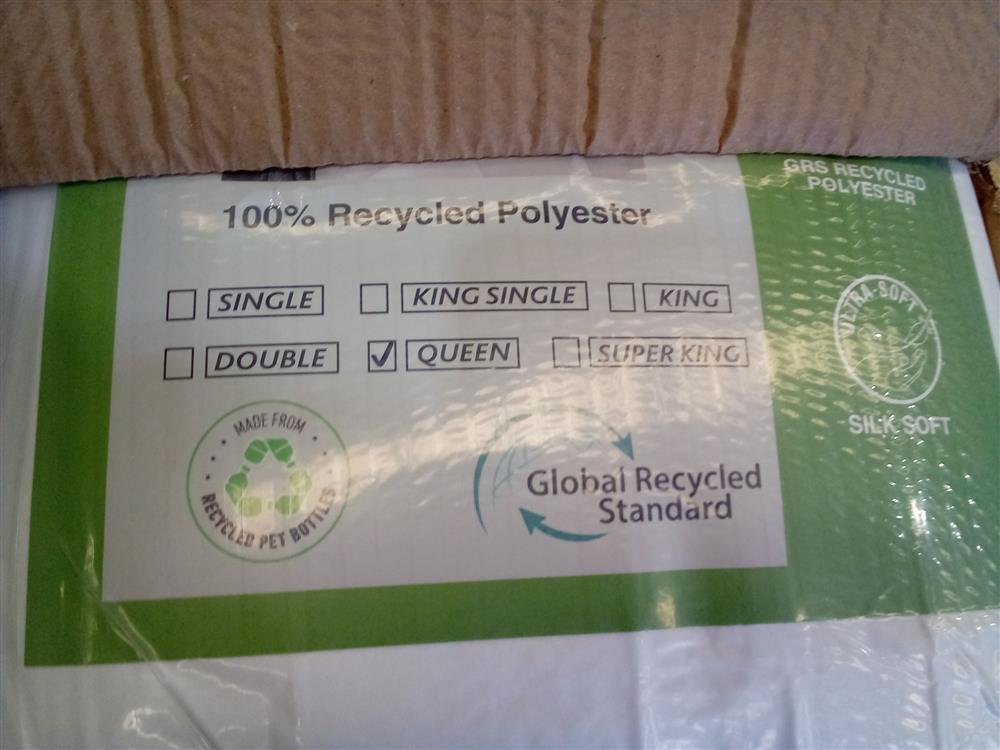 GRS RECYCLED
POLYESTER
100% Recycled Polyester
SINGLE KING SINGLE KING
DOUBLE QUEEN SUPER KING
ULTRA-SOFT
SILK SOFT
MADE FROM
RECYCLED PET BOTTLES
Global Recycled
Standard